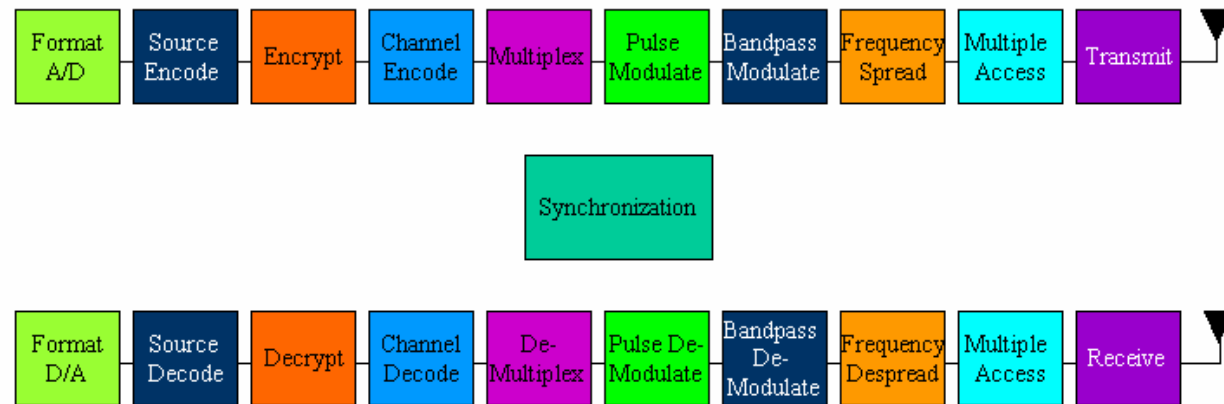 Format
A/D
Source
Encode
Encrypt
Channel
Encode
Multiplex
Pulse
Modulate
Bandpass
Modulate
Frequency
Spread
Multiple
Access
Transmit
Synchronization
Format
D/A
Source
Decode
Decrypt
Channel
Decode
De-
Multiplex
Pulse De-
Modulate
Bandpass
De-
Modulate
Frequency
Despread
Multiple
Access
Receive